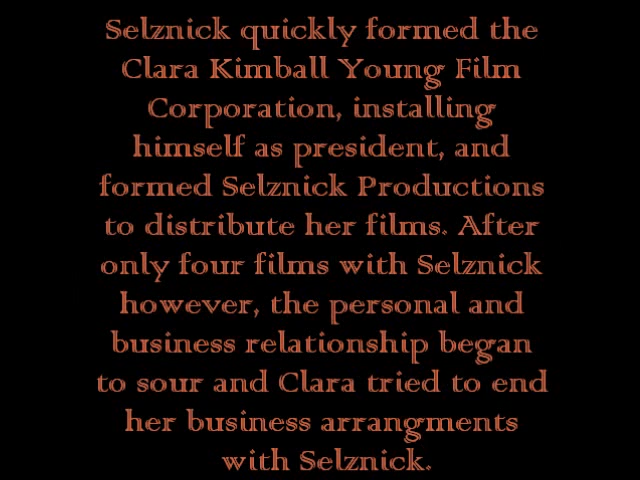 Selznick quickly formed the
Clara Kimball Young Film
Corporation, installing
himself as president, and
formed Selznick Productions
to distribute her films. After
only four films with Selznick
however, the personal and
business relationship began
to sour and Clara tried to end
her business arrangments
with Selznick.